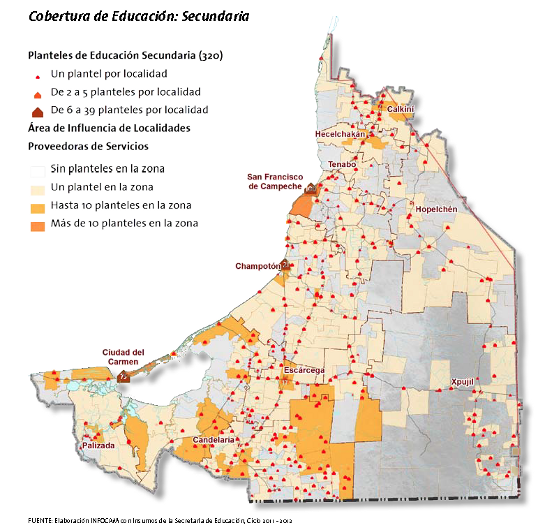 Cobertura de Educación: Secundaria
Planteles de Educación Secundaria (320)
Un plantel por localidad
De 2 a 5 planteles por localidad
De 6 a 39 planteles por localidad
Área de Influencia de Localidades
Proveedoras de Servicios
Sin planteles en la zona
Un plantel en la zona
Hasta 10 planteles en la zona
Más de 10 planteles en la zona
Calkiní
Hecelchakán
Tenabo
San Francisco
de Campeche
Hopelchén
Champotón
Ciudad del
Carmen
Escárcega
Xpujil
Candelaria
Palizada
FUENTE: Elaboración INFOCAM con Insumos de la Secretaría de Educación, Ciclo 2011 - 2012